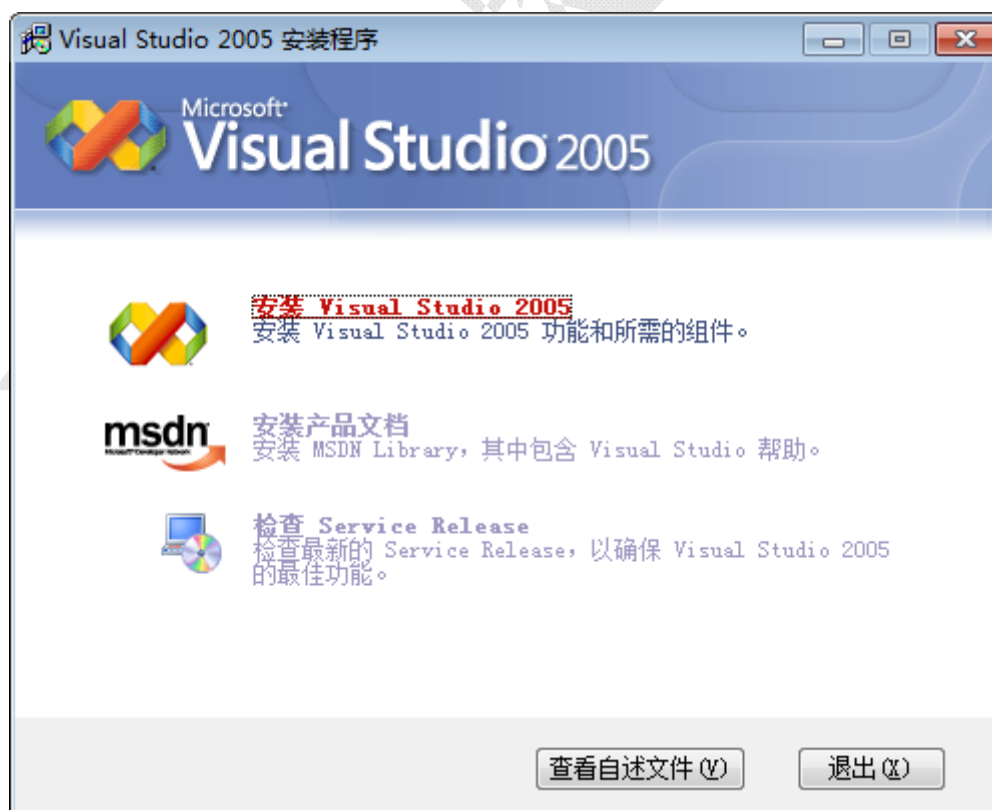 Visual Studio 2005 安装程序
Microsoft
Visual Studio 2005
安装 Visual Studio 2005
安装 Visual Studio 2005 功能和所需的组件。
msdn
安装产品文档
安装 MSDN Library，其中包含 Visual Studio 帮助。
检查 Service Release
检查最新的 Service Release，以确保 Visual Studio 2005
的最佳功能。
查看自述文件(V)
退出(X)